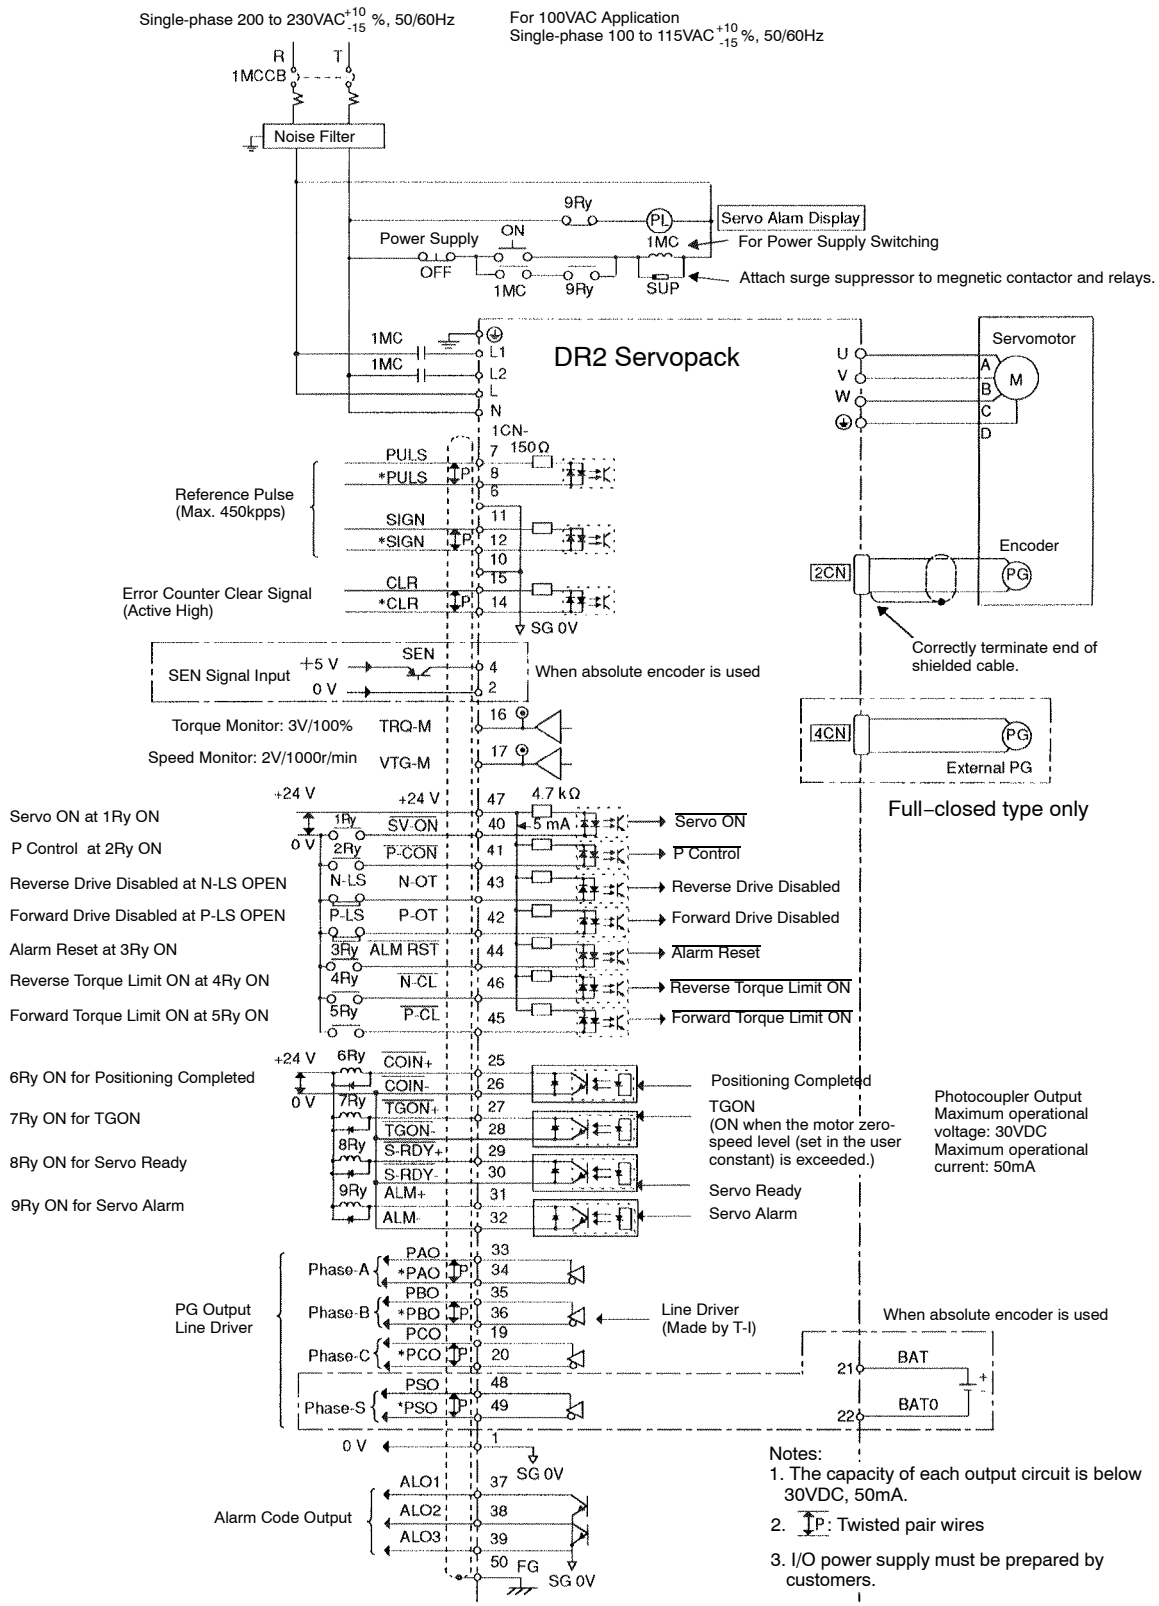 Single-phase 200 to 230VAC +10 -15 %, 50/60Hz
For 100VAC Application
Single-phase 100 to 115VAC +10 -15 %, 50/60Hz
R
T
1MCCB
Noise Filter
9Ry
PL
Servo Alam Display
ON
Power Supply
1MC
For Power Supply Switching
OFF
1MC
9Ry
SUP
Attach surge suppressor to megnetic contactor and relays.
1MC
L1
1MC
L2
L
N
DR2 Servopack
U
V
W
Servomotor
A
B
C
D
M
1CN-
150Ω
PULS
7
*PULS
P
8
6
Reference Pulse
(Max. 450kpps)
SIGN
11
*SIGN
P
12
10
CLR
15
*CLR
P
14
Error Counter Clear Signal
(Active High)
SG 0V
Encoder
2CN
PG
Correctly terminate end of
shielded cable.
SEN Signal Input
+5 V
SEN
4
0 V
2
When absolute encoder is used
Torque Monitor: 3V/100%
TRQ-M
16
Speed Monitor: 2V/1000r/min
VTG-M
17
4CN
PG
External PG
Full-closed type only
+24 V
+24 V
47
4.7 kΩ
Servo ON at 1Ry ON
0 V
1Ry
SV-ON
40
5 mA
Servo ON
P Control at 2Ry ON
2Ry
P-CON
41
P Control
Reverse Drive Disabled at N-LS OPEN
N-LS
N-OT
43
Reverse Drive Disabled
Forward Drive Disabled at P-LS OPEN
P-LS
P-OT
42
Forward Drive Disabled
Alarm Reset at 3Ry ON
3Ry
ALM RST
44
Alarm Reset
Reverse Torque Limit ON at 4Ry ON
4Ry
N-CL
46
Reverse Torque Limit ON
Forward Torque Limit ON at 5Ry ON
5Ry
P-CL
45
Forward Torque Limit ON
+24 V
6Ry
COIN+
25
6Ry ON for Positioning Completed
0 V
COIN-
26
Positioning Completed
7Ry ON for TGON
7Ry
TGON+
27
TGON-
28
TGON
(ON when the motor zero-
speed level (set in the user
constant) is exceeded.)
8Ry ON for Servo Ready
8Ry
S-RDY+
29
S-RDY-
30
Servo Ready
9Ry ON for Servo Alarm
9Ry
ALM+
31
ALM-
32
Servo Alarm
Photocoupler Output
Maximum operational
voltage: 30VDC
Maximum operational
current: 50mA
PG Output
Line Driver
Phase-A
PAO
33
*PAO
P
34
Phase-B
PBO
35
*PBO
P
36
Phase-C
PCO
19
*PCO
P
20
Phase-S
PSO
48
*PSO
P
49
Line Driver
(Made by T-I)
When absolute encoder is used
21
BAT
+
22
BAT0
0 V
1
SG 0V
Alarm Code Output
ALO1
37
ALO2
38
ALO3
39
50
FG
SG 0V
Notes:
1. The capacity of each output circuit is below
30VDC, 50mA.
2. P: Twisted pair wires
3. I/O power supply must be prepared by
customers.